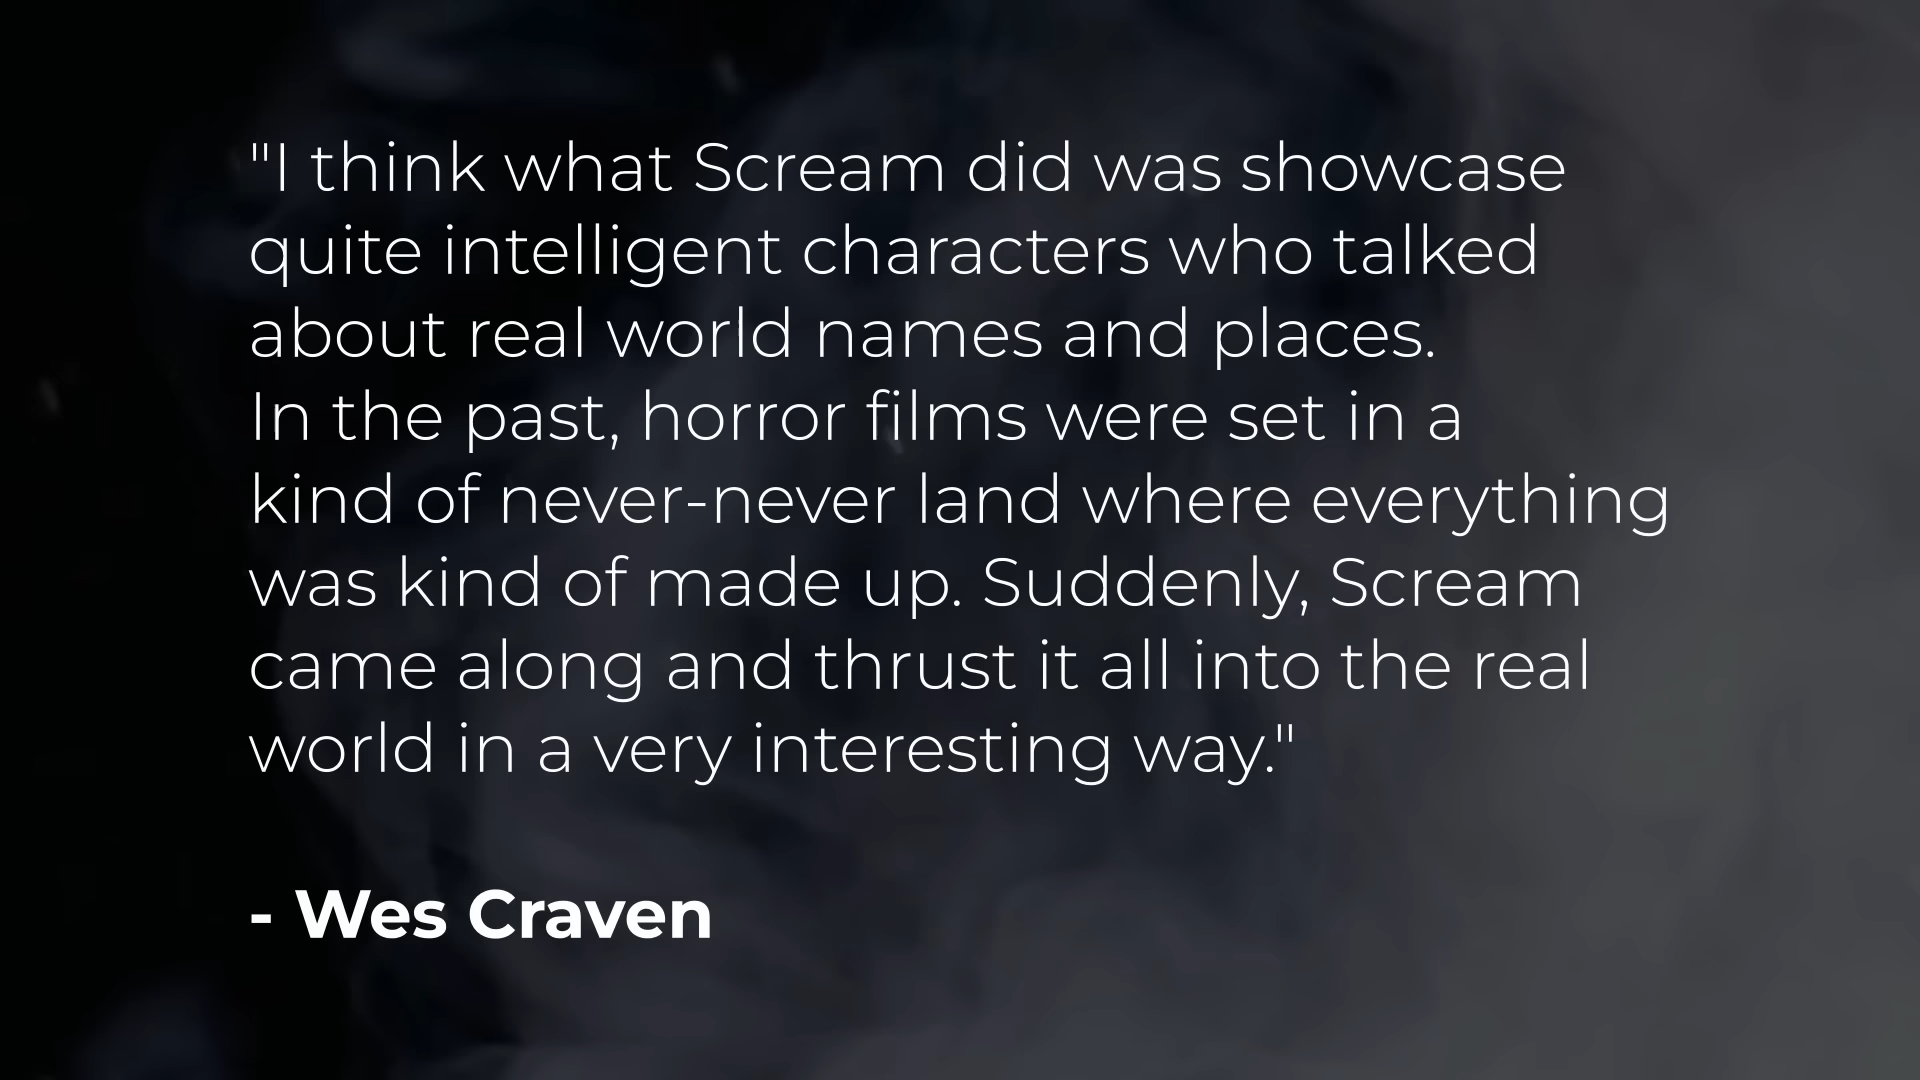 "I think what Scream did was showcase
quite intelligent characters who talked
about real world names and places.
In the past, horror films were set in a
kind of never-never land where everything
was kind of made up. Suddenly, Scream
came along and thrust it all into the real
world in a very interesting way."
- Wes Craven